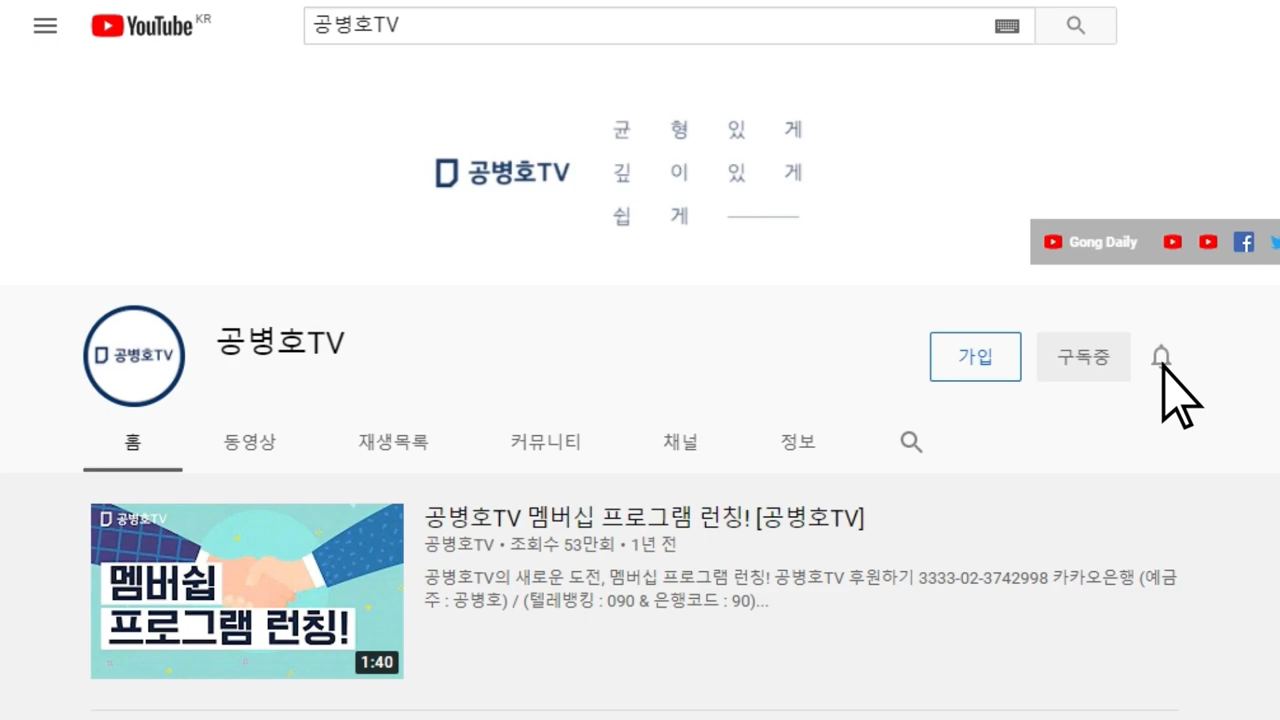 YouTube KR
공병호TV
균 형 있 게
공병호TV
깊 이 있 게
쉽 게
Gong Daily
공병호TV
공병호TV
가입
구독중
홈
동영상
재생목록
커뮤니티
채널
정보
공병호TV
멤버쉽
프로그램 런칭!
1:40
공병호TV 멤버십 프로그램 런칭! [공병호TV]
공병호TV • 조회수 53만회 • 1년 전
공병호TV의 새로운 도전, 멤버십 프로그램 런칭! 공병호TV 후원하기 3333-02-3742998 카카오은행 (예금
주 : 공병호) / (텔레뱅킹 : 090 & 은행코드 : 90)...